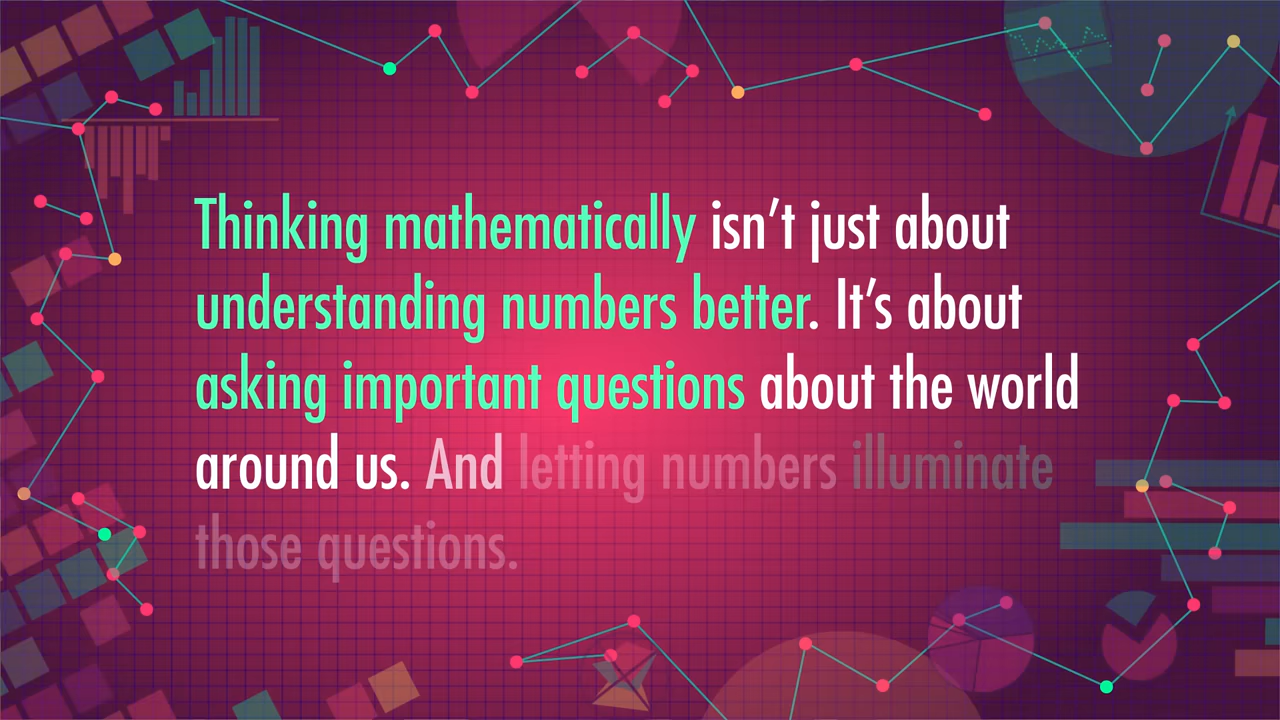 Thinking mathematically isn’t just about
understanding numbers better. It’s about
asking important questions about the world
around us. And letting numbers illuminate
those questions.